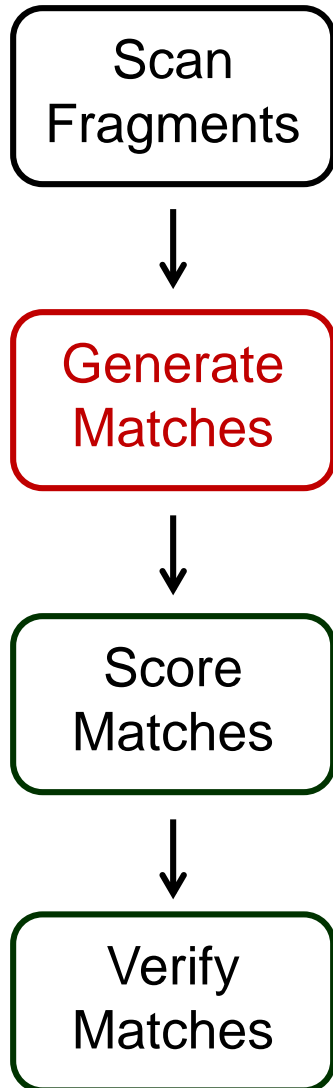 Scan
Fragments
Generate
Matches
Score
Matches
Verify
Matches